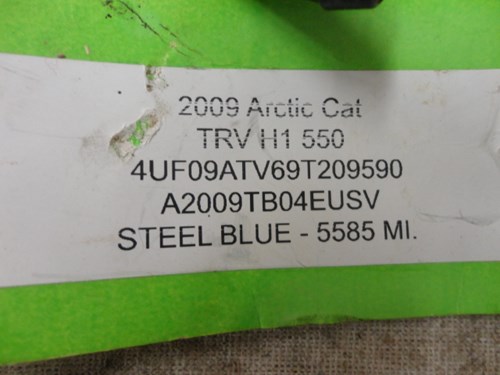 2009 Arctic Cat
TRV H1 550
4UF09ATV69T209590
A2009TB04EUSV
STEEL BLUE - 5585 MI.